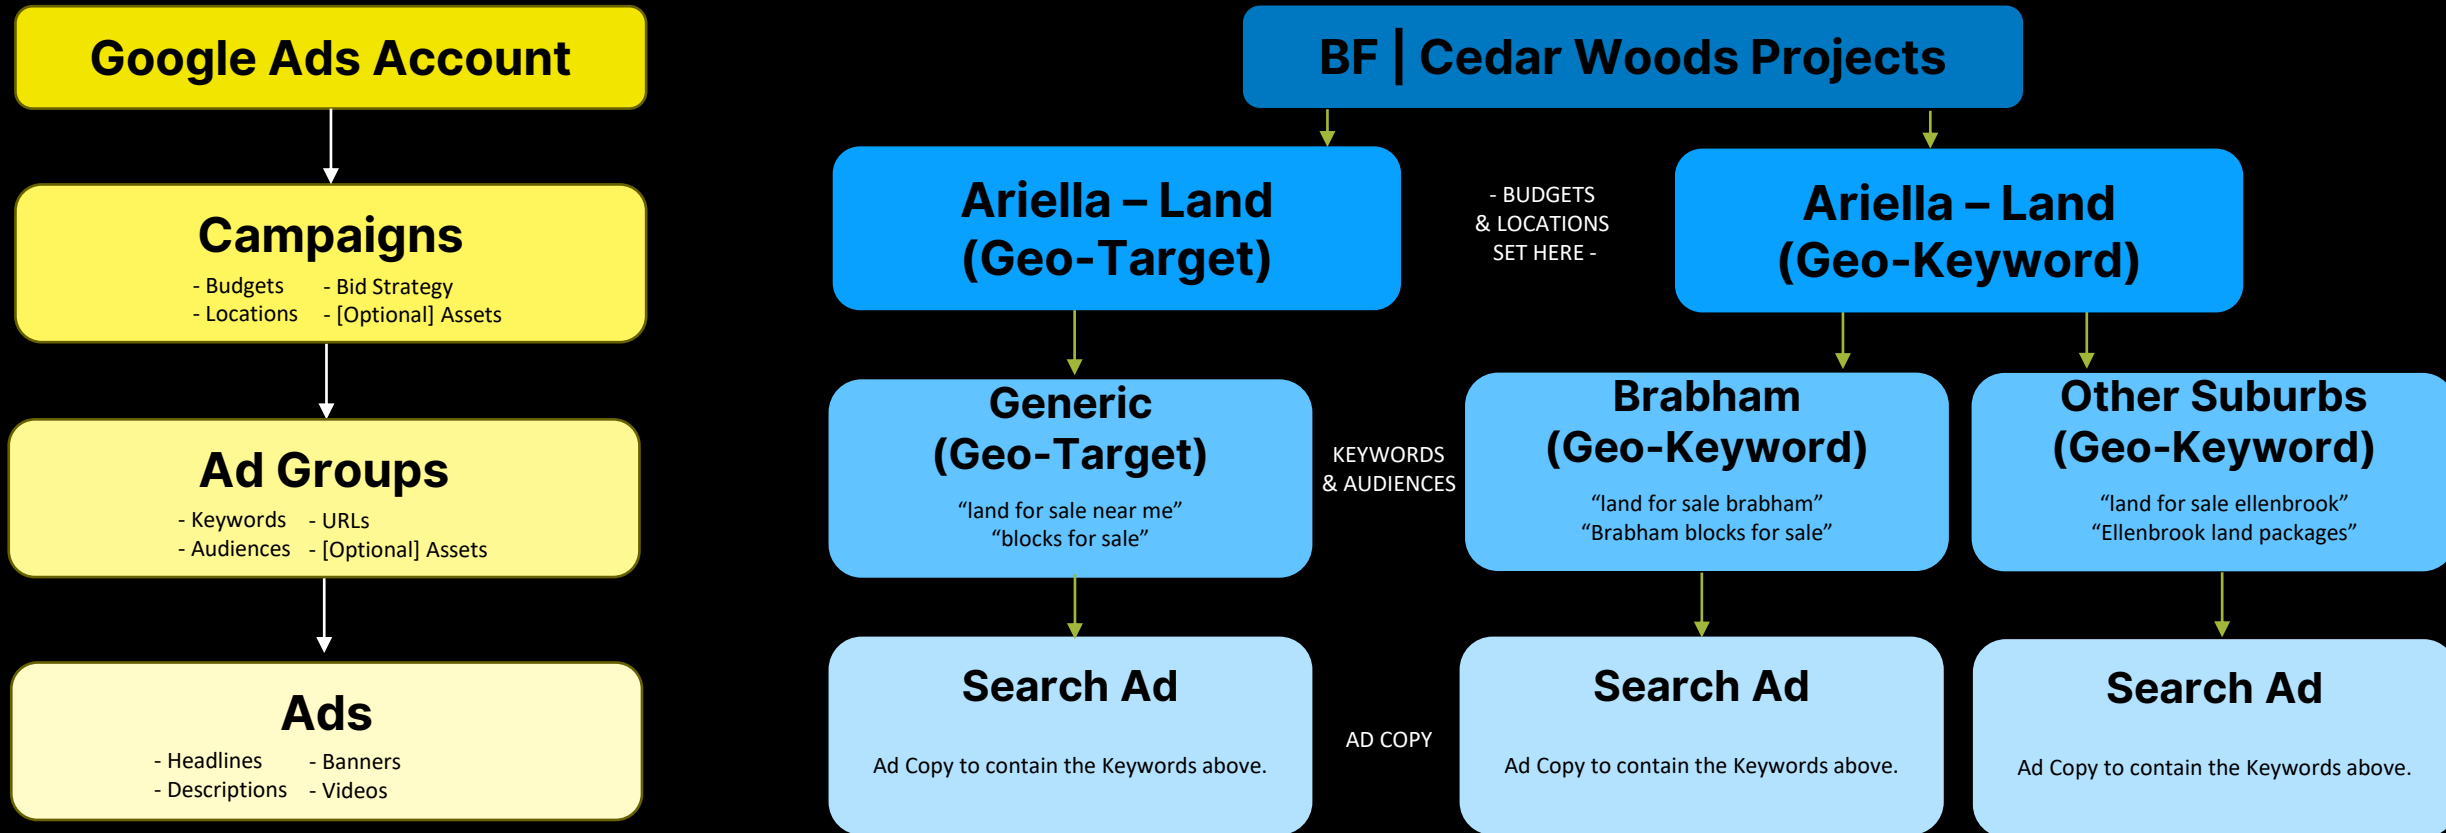 Google Ads Account
Campaigns
- Budgets - Bid Strategy
- Locations - [Optional] Assets
Ad Groups
- Keywords - URLs
- Audiences - [Optional] Assets
Ads
- Headlines - Banners
- Descriptions - Videos
BF | Cedar Woods Projects
Ariella – Land
(Geo-Target)
- BUDGETS
& LOCATIONS
SET HERE -
Ariella – Land
(Geo-Keyword)
Generic
(Geo-Target)
“land for sale near me”
“blocks for sale”
KEYWORDS
& AUDIENCES
Brabham
(Geo-Keyword)
“land for sale brabham”
“Brabham blocks for sale”
Other Suburbs
(Geo-Keyword)
“land for sale ellenbrook”
“Ellenbrook land packages”
Search Ad
Ad Copy to contain the Keywords above.
AD COPY
Search Ad
Ad Copy to contain the Keywords above.
Search Ad
Ad Copy to contain the Keywords above.